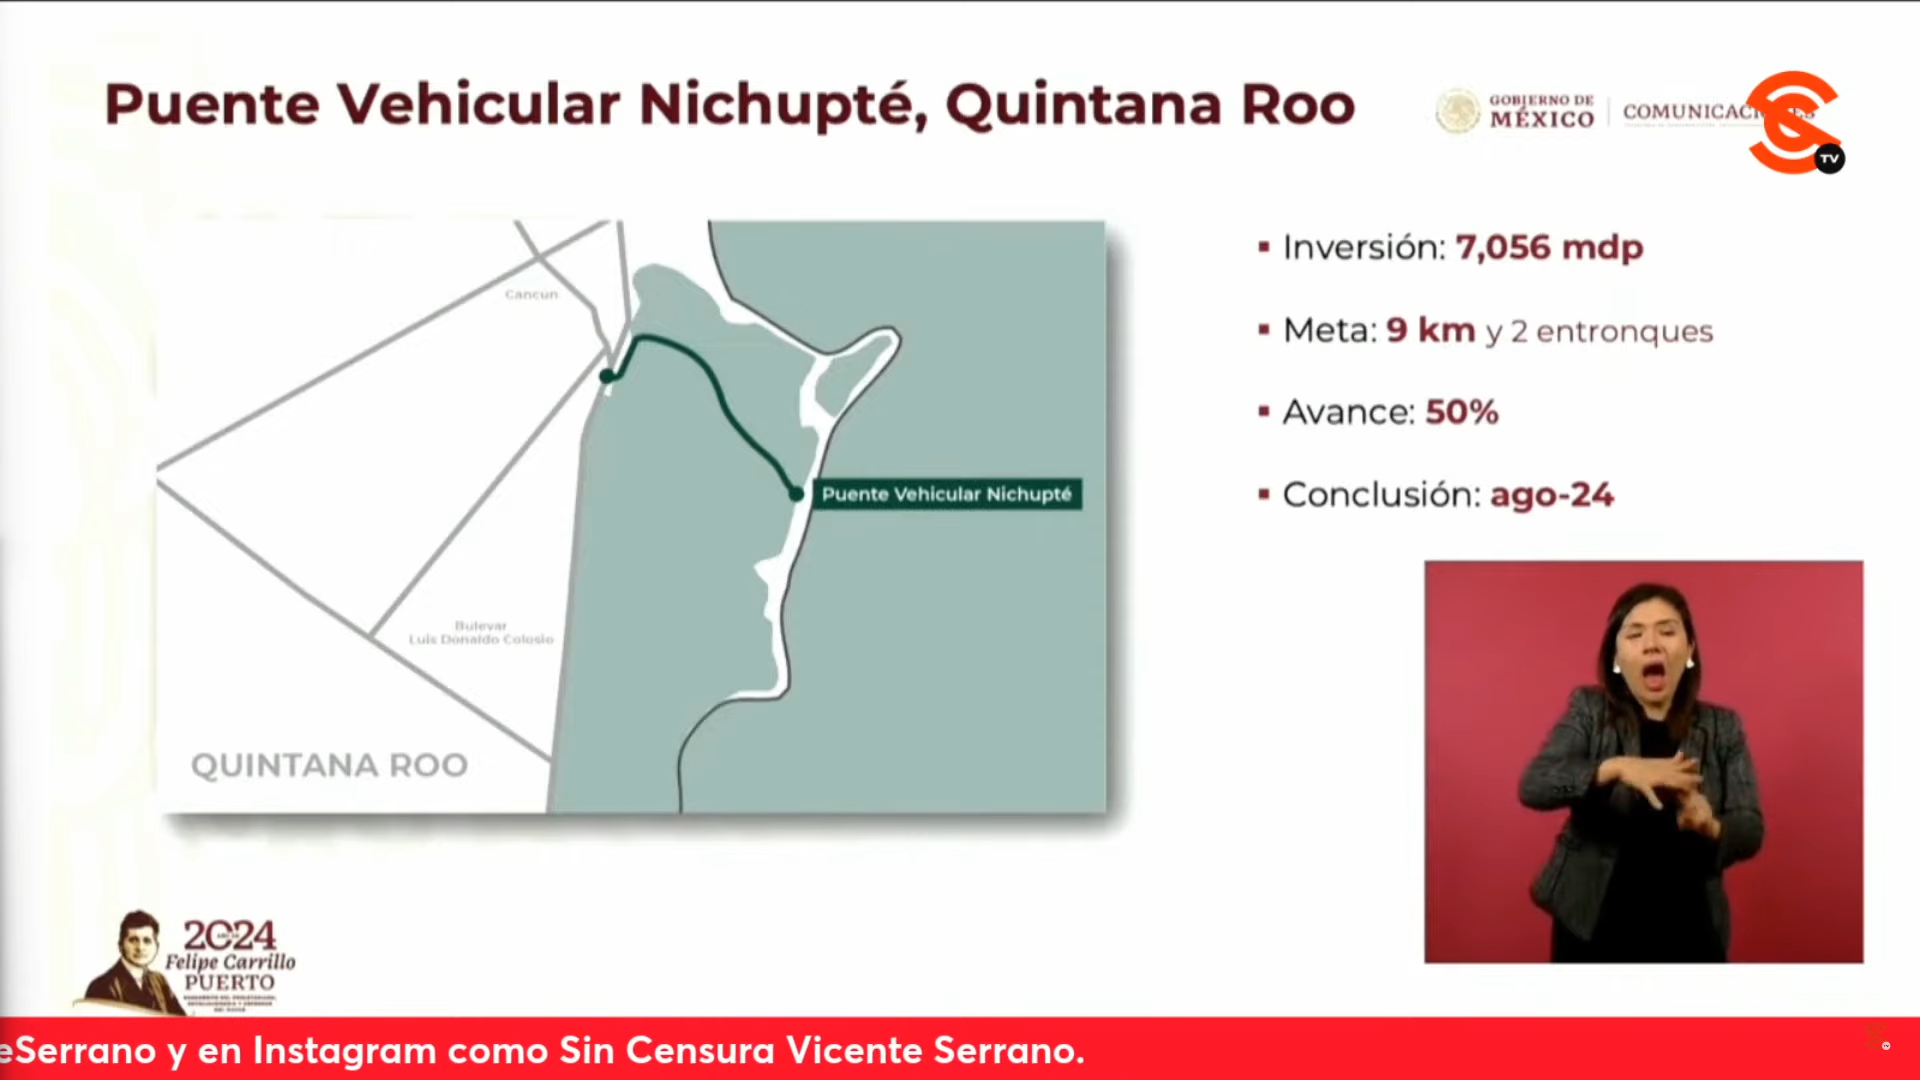 Puente Vehicular Nichupté, Quintana Roo
GOBIERNO DE
MÉXICO
TV
Cancun
Inversión: 7,056 mdp
Meta: 9 km y 2 entronques
Avance: 50%
Conclusión: ago-24
Puente Vehicular Nichupté
Bulevar
Luis Donaldo Colosio
QUINTANA ROO
2024
Felipe Carrillo
PUERTO
eSerrano y en Instagram como Sin Censura Vicente Serrano.